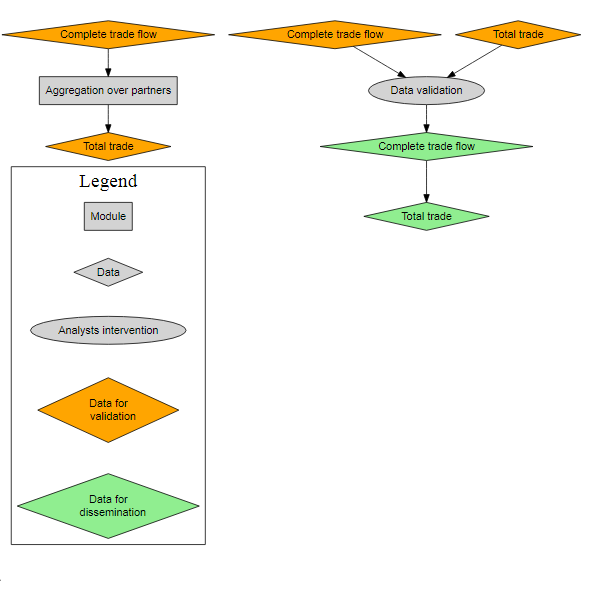 Complete trade flow
Aggregation over partners
Total trade
Complete trade flow
Total trade
Data validation
Complete trade flow
Total trade
Legend
Module
Data
Analysts intervention
Data for
validation
Data for
dissemination